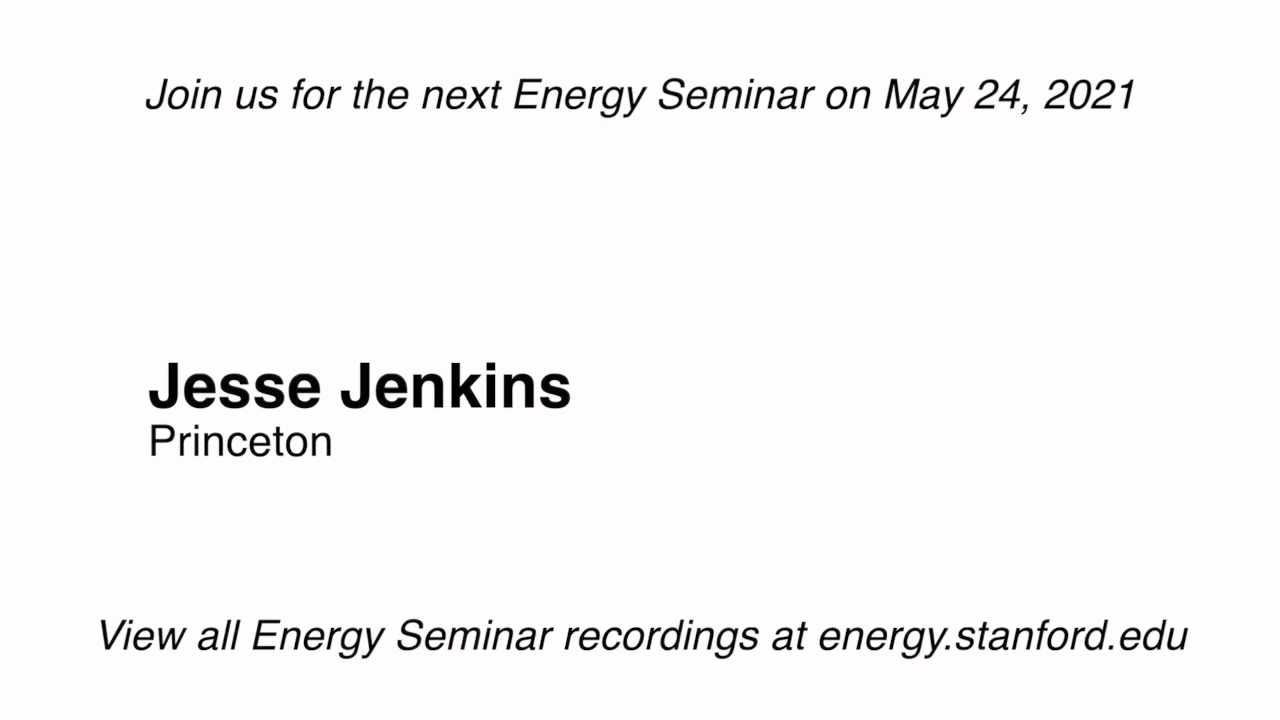 Join us for the next Energy Seminar on May 24, 2021
Jesse Jenkins
Princeton
View all Energy Seminar recordings at energy.stanford.edu